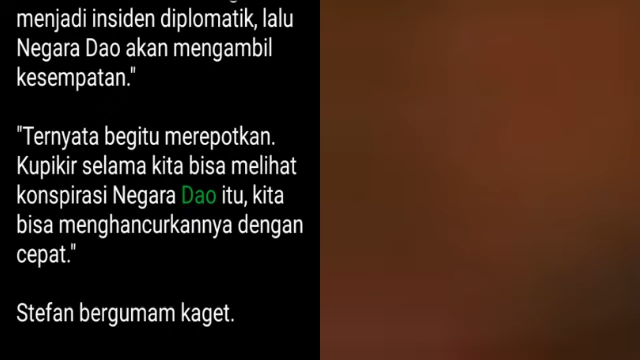 menjadi insiden diplomatik, lalu
Negara Dao akan mengambil
kesempatan."
"Ternyata begitu merepotkan.
Kupikir selama kita bisa melihat
konspirasi Negara Dao itu, kita
bisa menghancurkannya dengan
cepat."
Stefan bergumam kaget.